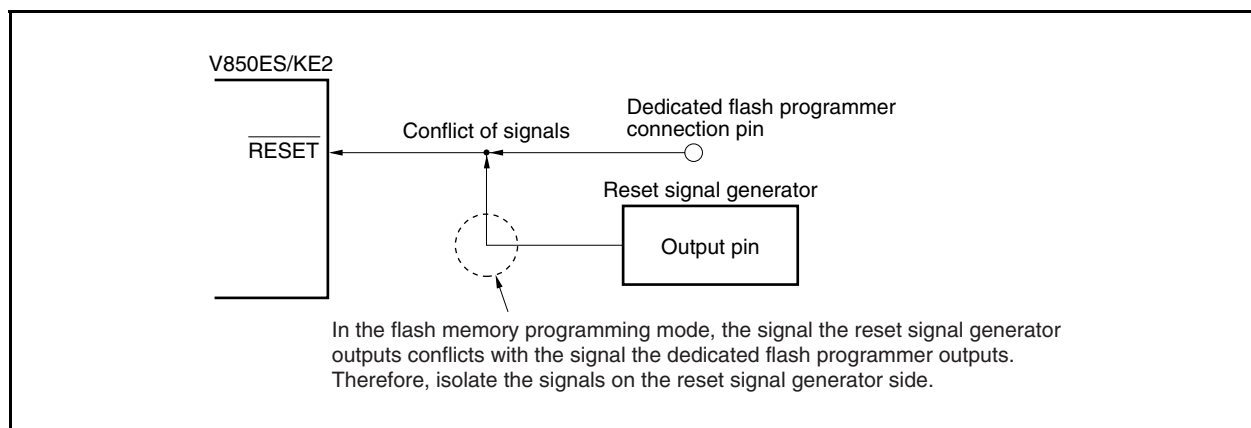 V850ES/KE2
Dedicated flash programmer
connection pin
Conflict of signals
RESET
Reset signal generator
Output pin
In the flash memory programming mode, the signal the reset signal generator
outputs conflicts with the signal the dedicated flash programmer outputs.
Therefore, isolate the signals on the reset signal generator side.